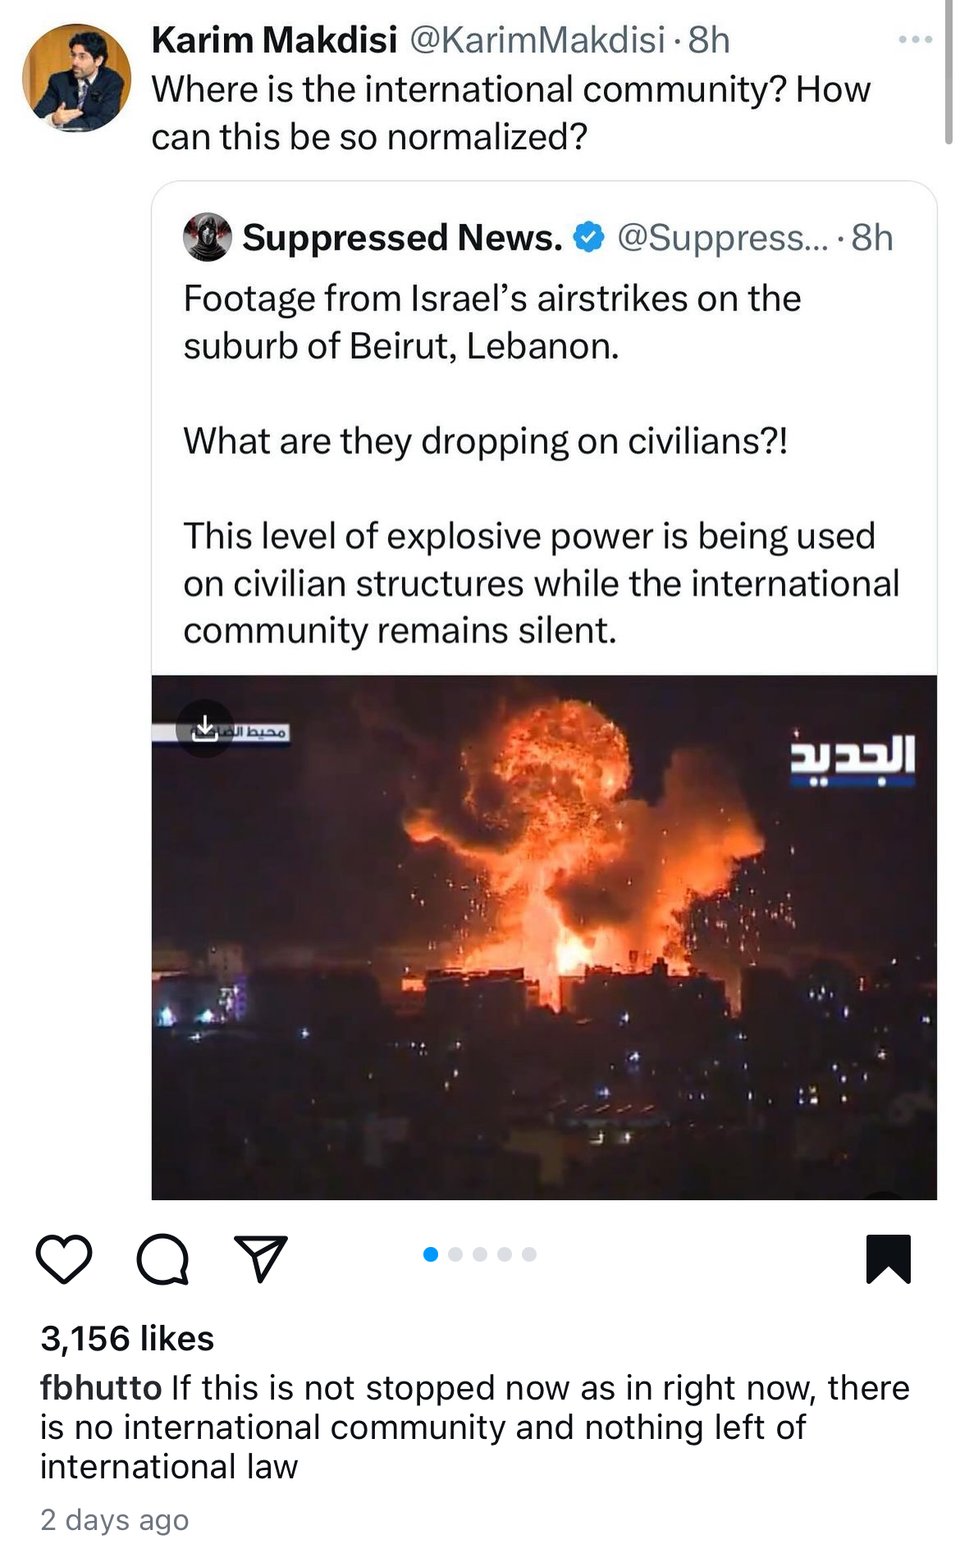 Karim Makdisi @KarimMakdisi · 8h
Where is the international community? How
can this be so normalized?
Suppressed News. @Suppress... · 8h
Footage from Israel’s airstrikes on the
suburb of Beirut, Lebanon.
What are they dropping on civilians?!
This level of explosive power is being used
on civilian structures while the international
community remains silent.
محيط
الجديد
3,156 likes
fbhutto If this is not stopped now as in right now, there
is no international community and nothing left of
international law
2 days ago